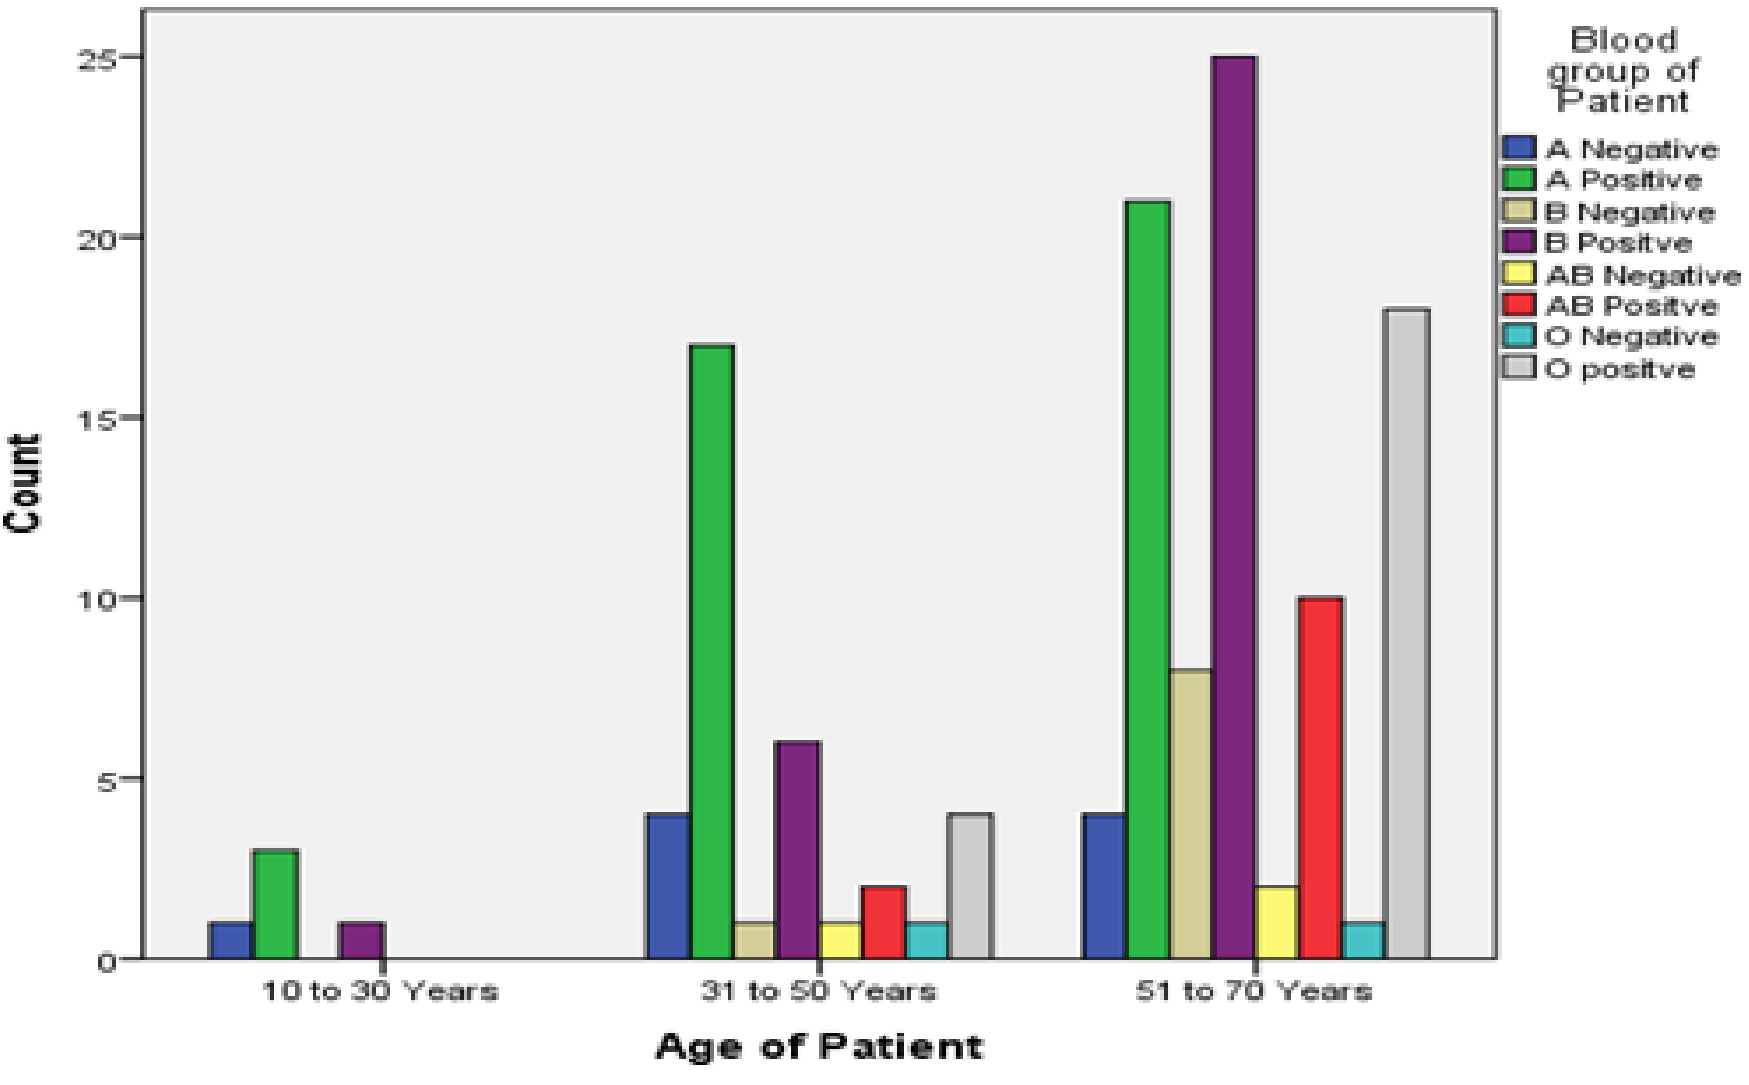 Blood
group of
Patient
A Negative
A Positive
B Negative
B Positve
AB Negative
AB Positve
O Negative
O positve
Count
25
20
15
10
5
0
10 to 30 Years
31 to 50 Years
51 to 70 Years
Age of Patient